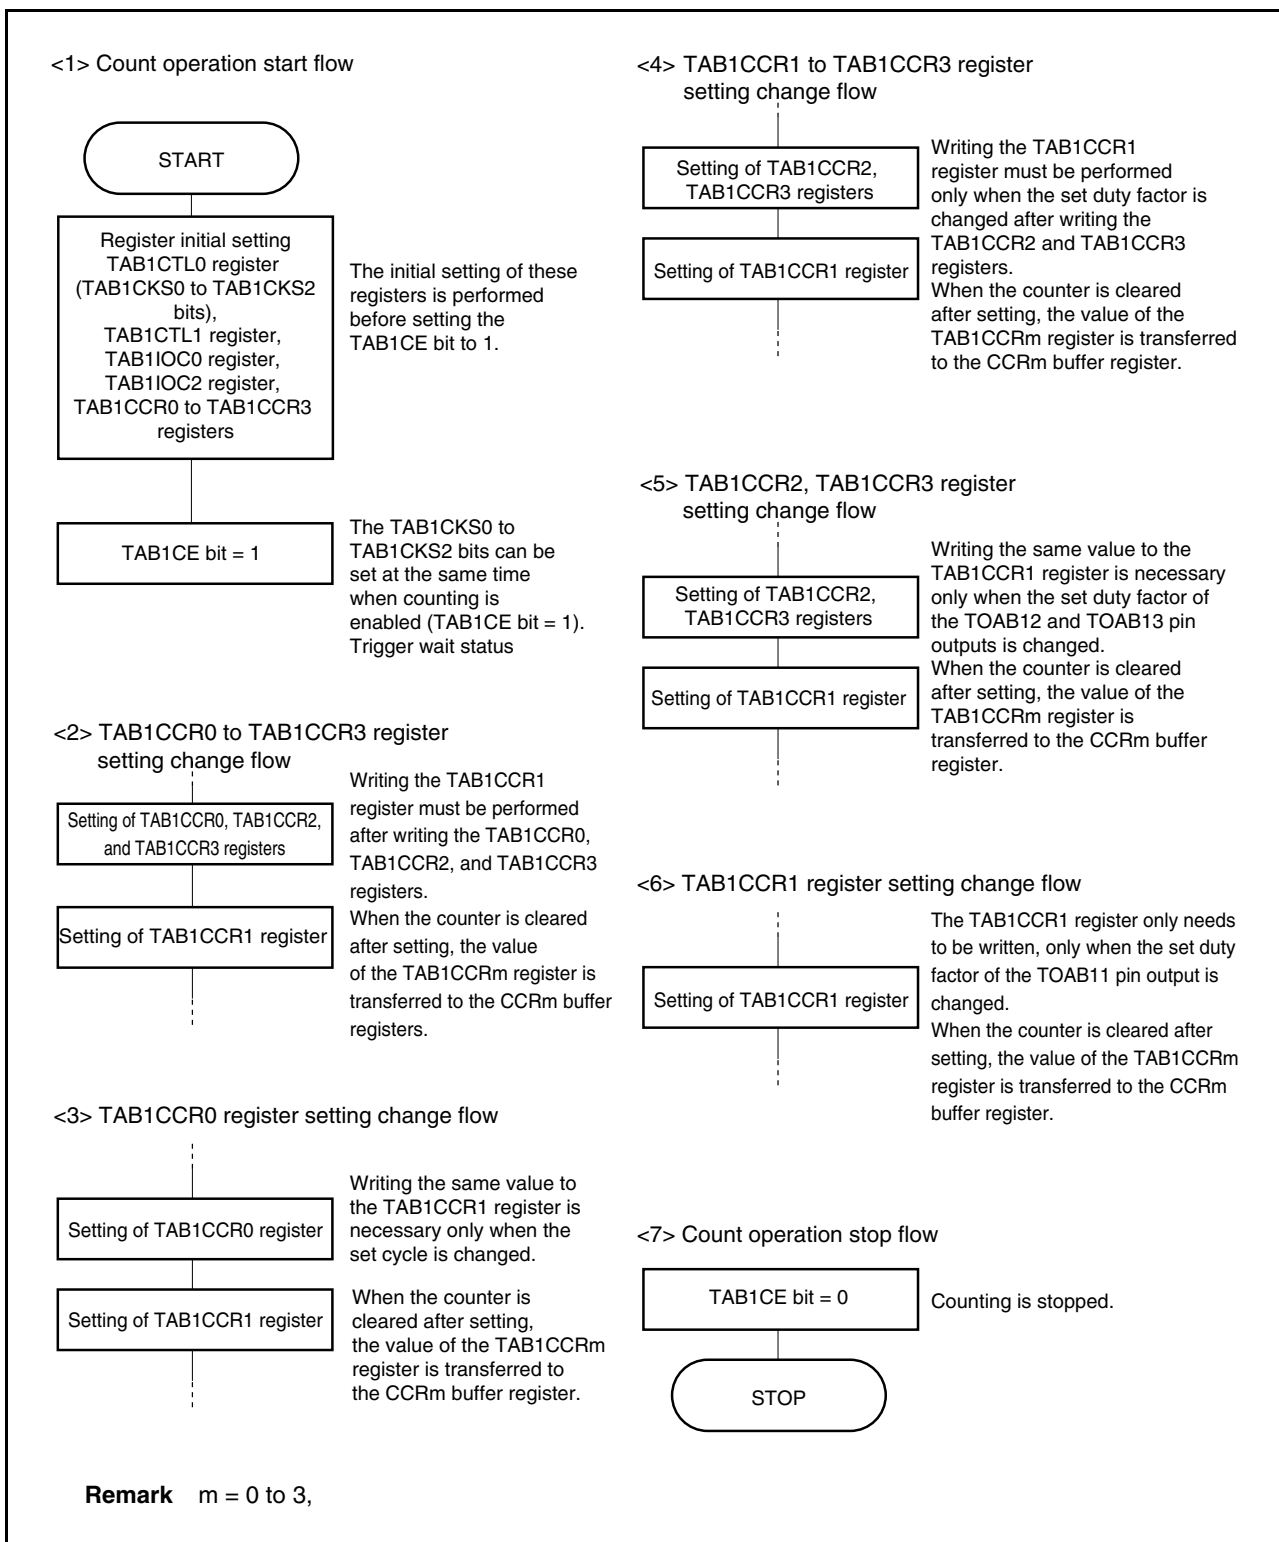 <1> Count operation start flow
START
Register initial setting
TAB1CTL0 register
(TAB1CKS0 to TAB1CKS2
bits),
TAB1CTL1 register,
TAB1IOC0 register,
TAB1IOC2 register,
TAB1CCR0 to TAB1CCR3
registers
The initial setting of these
registers is performed
before setting the
TAB1CE bit to 1.
TAB1CE bit = 1
The TAB1CKS0 to
TAB1CKS2 bits can be
set at the same time
when counting is
enabled (TAB1CE bit = 1).
Trigger wait status
<2> TAB1CCR0 to TAB1CCR3 register
setting change flow
Setting of TAB1CCR0, TAB1CCR2,
and TAB1CCR3 registers
Setting of TAB1CCR1 register
Writing the TAB1CCR1
register must be performed
after writing the TAB1CCR0,
TAB1CCR2, and TAB1CCR3
registers.
When the counter is cleared
after setting, the value
of the TAB1CCRm register is
transferred to the CCRm buffer
registers.
<3> TAB1CCR0 register setting change flow
Setting of TAB1CCR0 register
Setting of TAB1CCR1 register
Writing the same value to
the TAB1CCR1 register is
necessary only when the
set cycle is changed.
When the counter is
cleared after setting,
the value of the TAB1CCRm
register is transferred to
the CCRm buffer register.
<4> TAB1CCR1 to TAB1CCR3 register
setting change flow
Setting of TAB1CCR2,
TAB1CCR3 registers
Setting of TAB1CCR1 register
Writing the TAB1CCR1
register must be performed
only when the set duty factor is
changed after writing the
TAB1CCR2 and TAB1CCR3
registers.
When the counter is cleared
after setting, the value of the
TAB1CCRm register is transferred
to the CCRm buffer register.
<5> TAB1CCR2, TAB1CCR3 register
setting change flow
Setting of TAB1CCR2,
TAB1CCR3 registers
Setting of TAB1CCR1 register
Writing the same value to the
TAB1CCR1 register is necessary
only when the set duty factor of
the TOAB12 and TOAB13 pin
outputs is changed.
When the counter is cleared
after setting, the value of the
TAB1CCRm register is
transferred to the CCRm buffer
register.
<6> TAB1CCR1 register setting change flow
Setting of TAB1CCR1 register
The TAB1CCR1 register only needs
to be written, only when the set duty
factor of the TOAB11 pin output is
changed.
When the counter is cleared after
setting, the value of the TAB1CCRm
register is transferred to the CCRm
buffer register.
<7> Count operation stop flow
TAB1CE bit = 0
Counting is stopped.
STOP
Remark m = 0 to 3,